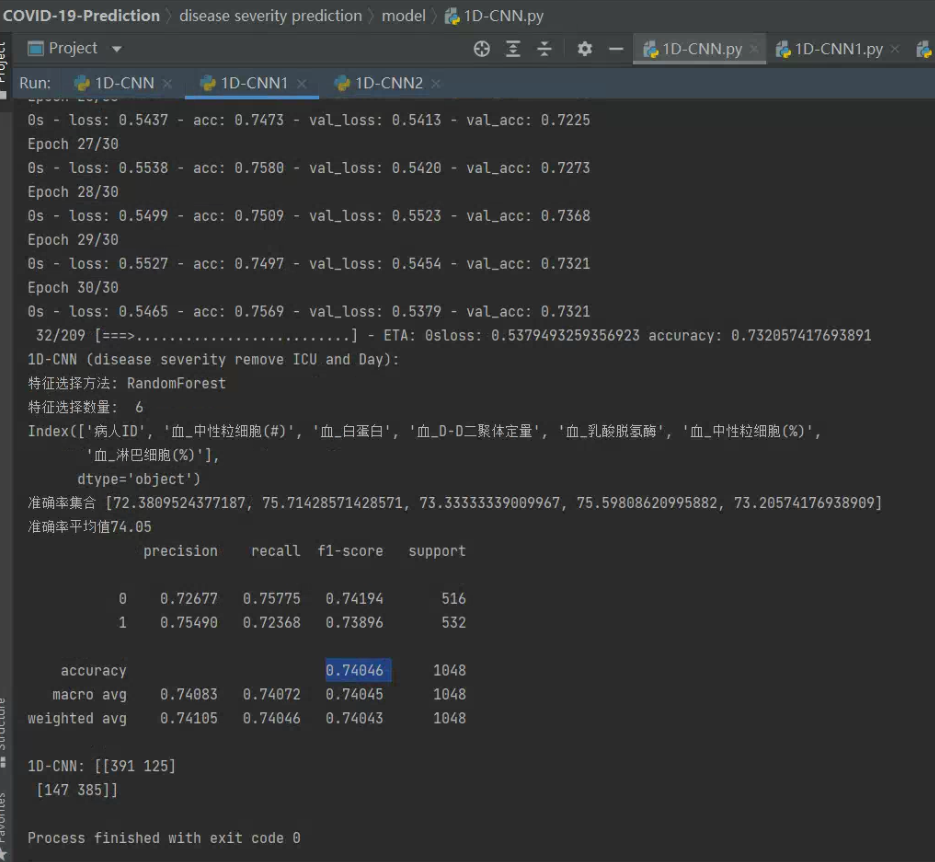 COVID-19-Prediction > disease severity prediction > model > 1D-CNN.py
Project
Project
1D-CNN.py
1D-CNN1.py
Run:
1D-CNN
1D-CNN1
1D-CNN2
0s - loss: 0.5437 - acc: 0.7473 - val_loss: 0.5413 - val_acc: 0.7225
Epoch 27/30
0s - loss: 0.5538 - acc: 0.7580 - val_loss: 0.5420 - val_acc: 0.7273
Epoch 28/30
0s - loss: 0.5499 - acc: 0.7509 - val_loss: 0.5523 - val_acc: 0.7368
Epoch 29/30
0s - loss: 0.5527 - acc: 0.7497 - val_loss: 0.5454 - val_acc: 0.7321
Epoch 30/30
0s - loss: 0.5465 - acc: 0.7569 - val_loss: 0.5379 - val_acc: 0.7321
32/209 [===>..........................] - ETA: 0sloss: 0.5379493259356923 accuracy: 0.732057417693891
1D-CNN (disease severity remove ICU and Day):
特征选择方法: RandomForest
特征选择数量: 6
Index(['病人ID', '血_中性粒细胞(#)', '血_白蛋白', '血_D-D二聚体定量', '血_乳酸脱氢酶', '血_中性粒细胞(%)',
'血_淋巴细胞(%)'],
dtype='object')
准确率集合 [72.3809524377187, 75.71428571428571, 73.33333339009967, 75.59808620995882, 73.20574176938909]
准确率平均值74.05
precision recall f1-score support
0 0.72677 0.75775 0.74194 516
1 0.75490 0.72368 0.73896 532
accuracy 0.74046 1048
macro avg 0.74083 0.74072 0.74045 1048
weighted avg 0.74105 0.74046 0.74043 1048
1D-CNN: [[391 125]
[147 385]]
Process finished with exit code 0
Structure
Favorites